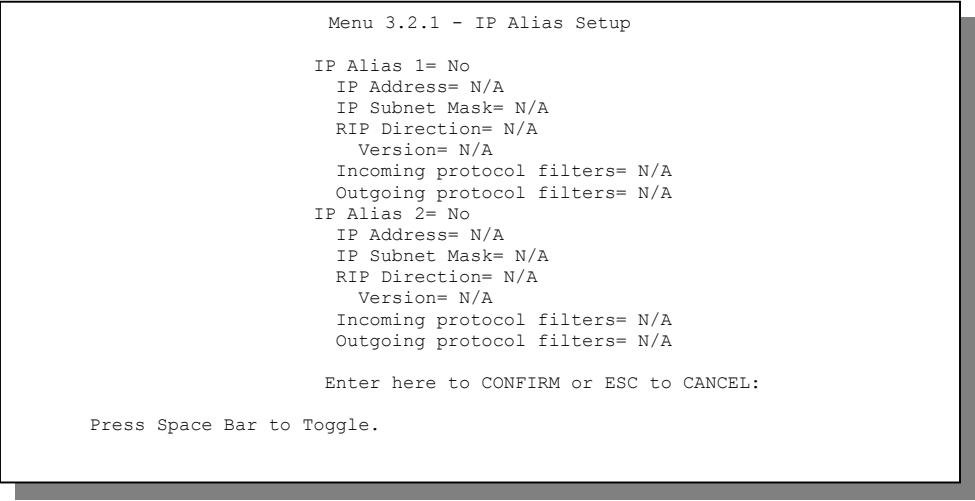 Menu 3.2.1 - IP Alias Setup
IP Alias 1= No
IP Address= N/A
IP Subnet Mask= N/A
RIP Direction= N/A
Version= N/A
Incoming protocol filters= N/A
Outgoing protocol filters= N/A
IP Alias 2= No
IP Address= N/A
IP Subnet Mask= N/A
RIP Direction= N/A
Version= N/A
Incoming protocol filters= N/A
Outgoing protocol filters= N/A
Enter here to CONFIRM or ESC to CANCEL:
Press Space Bar to Toggle.